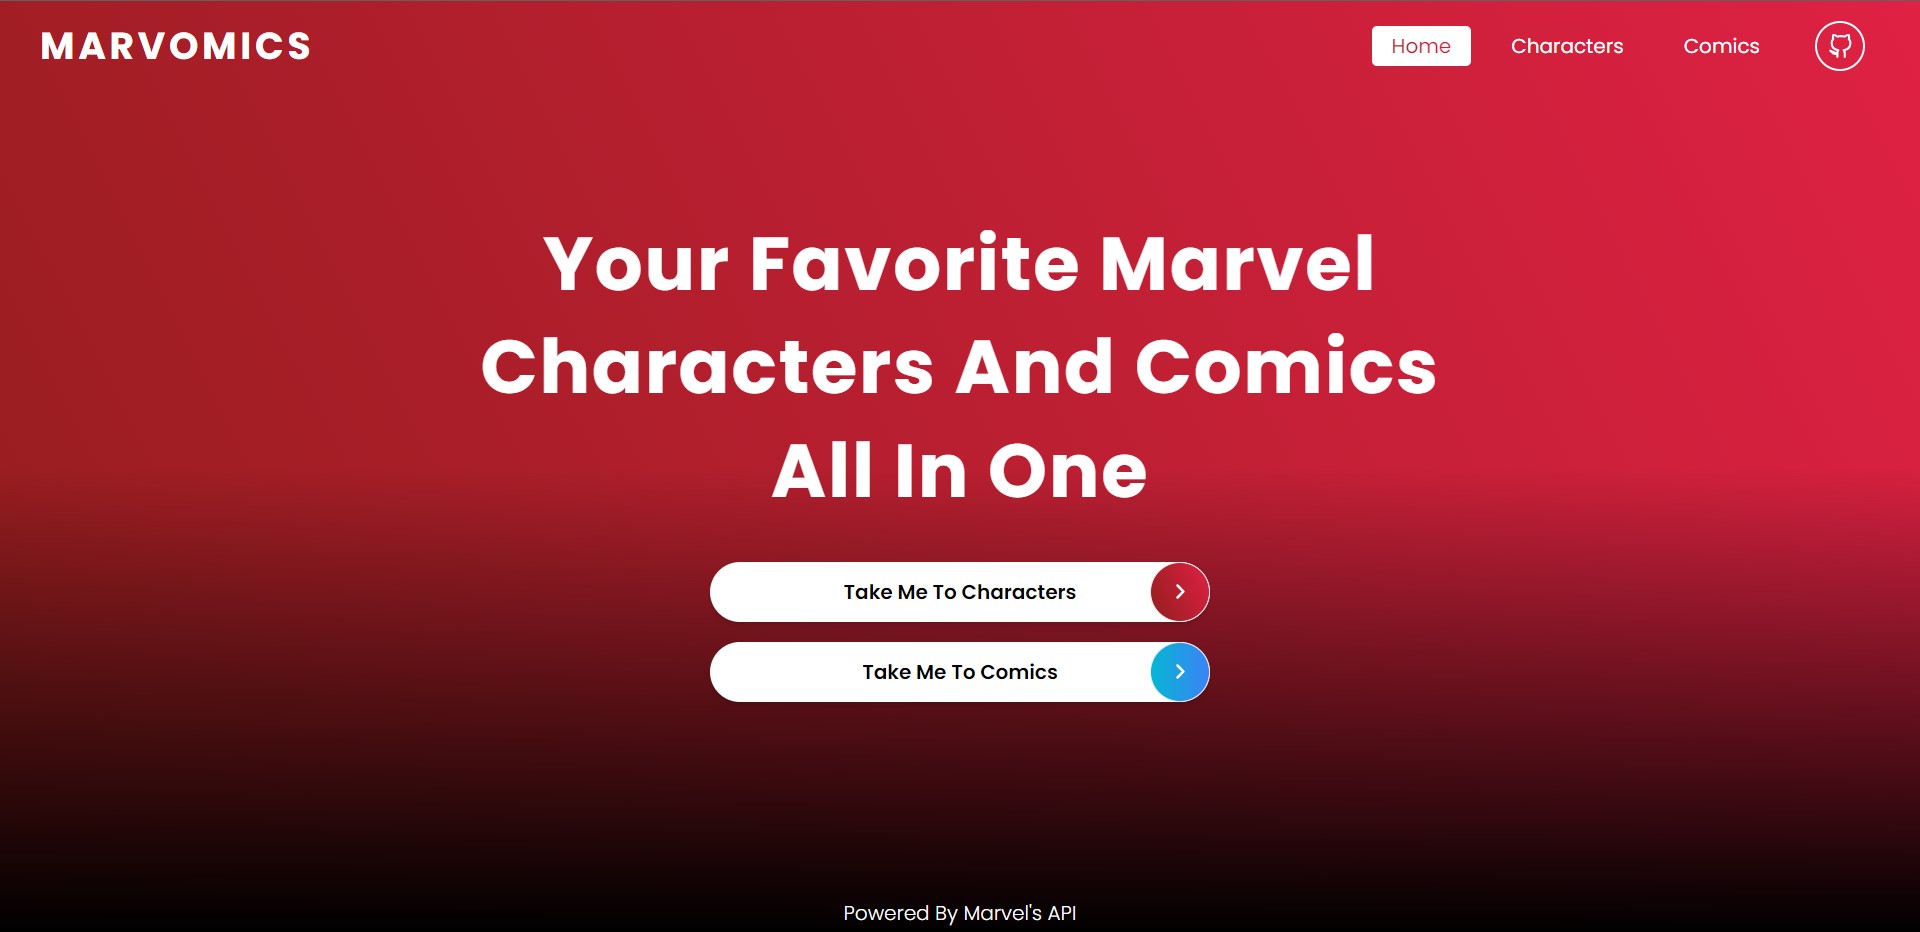 MARVOMICS
Home
Characters
Comics
Your Favorite Marvel
Characters And Comics
All In One
Take Me To Characters
Take Me To Comics
Powered By Marvel's API